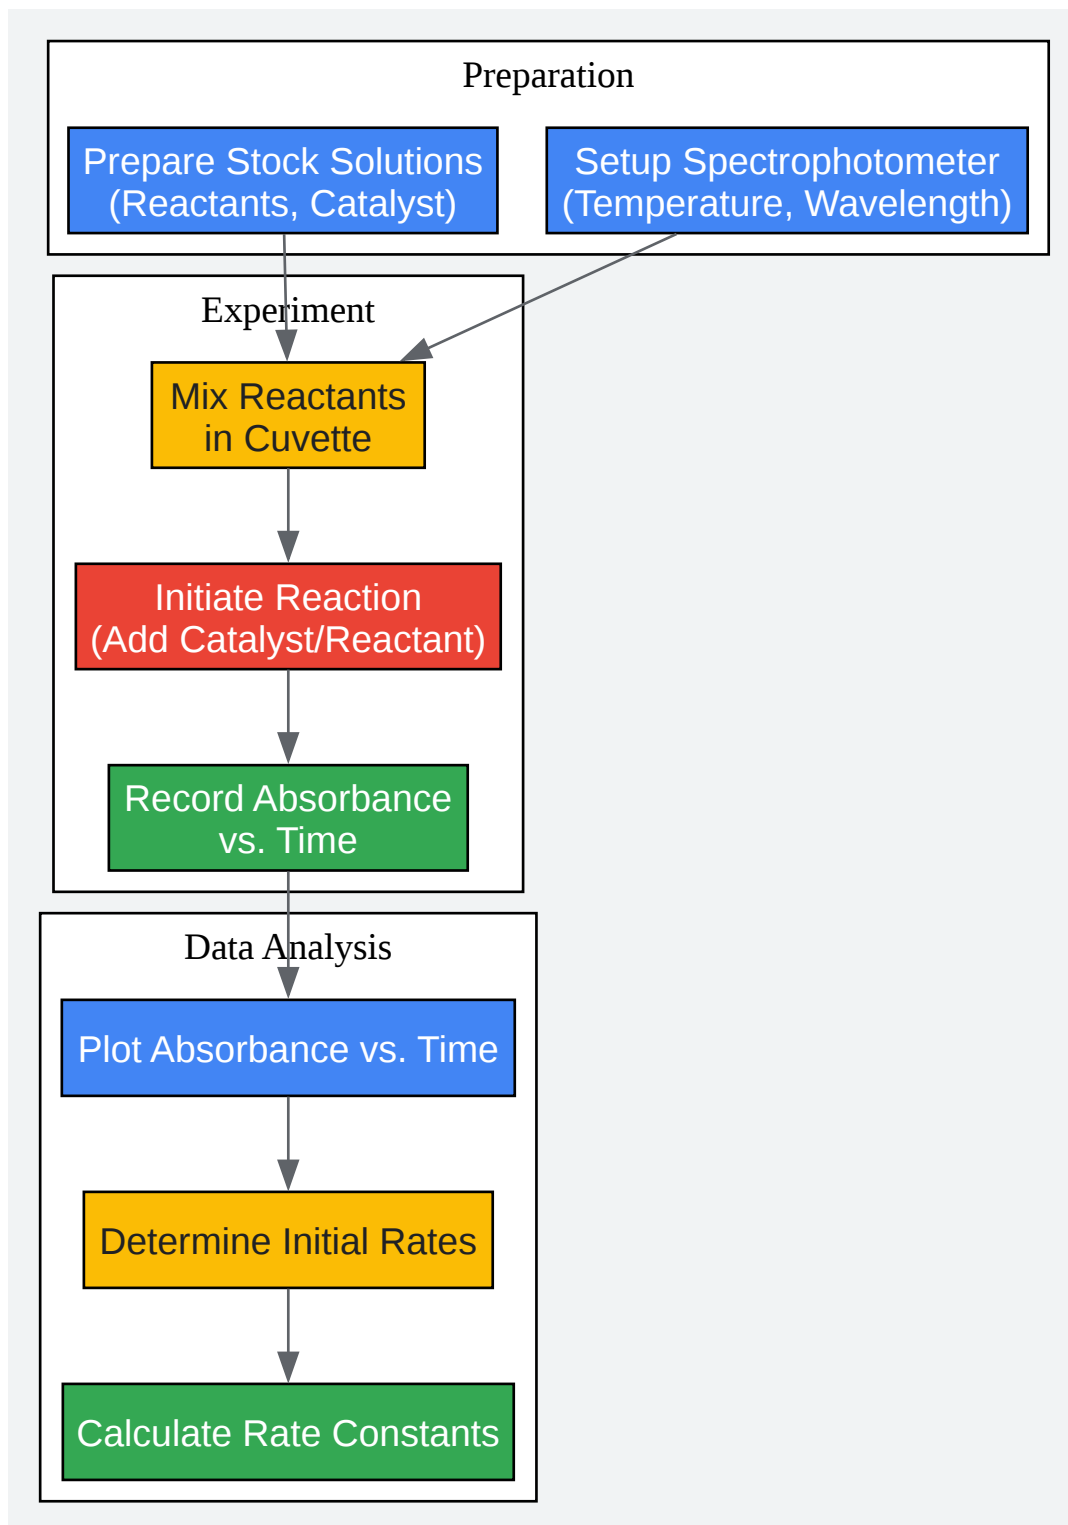 Preparation
Prepare Stock Solutions
(Reactants, Catalyst)
Setup Spectrophotometer
(Temperature, Wavelength)
Experiment
Mix Reactants
in Cuvette
Initiate Reaction
(Add Catalyst/Reactant)
Record Absorbance
vs. Time
Data Analysis
Plot Absorbance vs. Time
Determine Initial Rates
Calculate Rate Constants